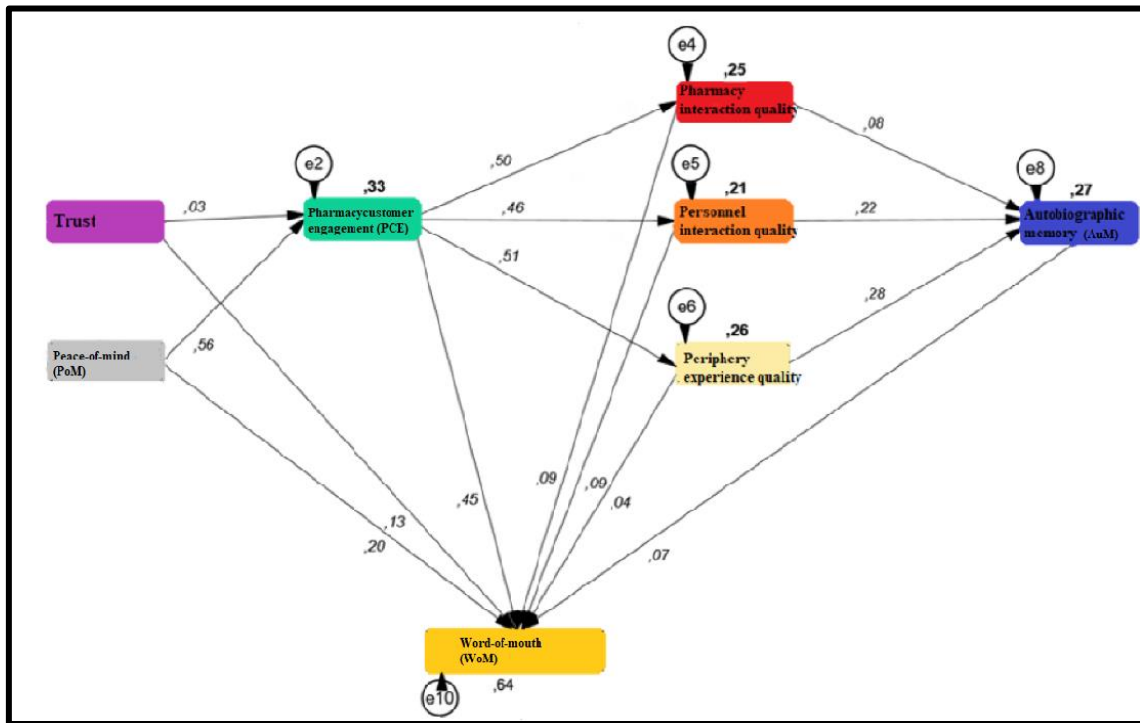 e4
,25
Pharmacy
interaction quality
,08
,50
e2
,33
Pharmacycustomer
engagement (PCE)
e5
,21
Personnel
interaction quality
,22
e8
,27
Autobiographic
memory (AuM)
Trust
,03
,46
,51
e6
,26
Periphery
experience quality
,28
Peace-of-mind
(PoM)
,56
,45
,09
,09
,04
,13
,20
,07
Word-of-mouth
(WoM)
e10
,64